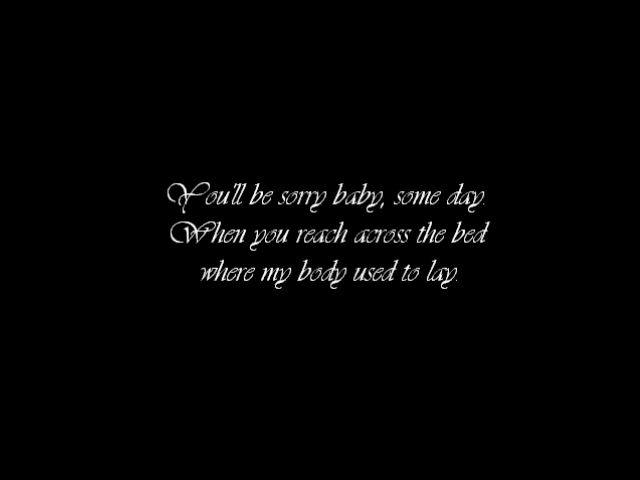 You'll be sorry baby, some day.
When you reach across the bed
where my body used to lay.